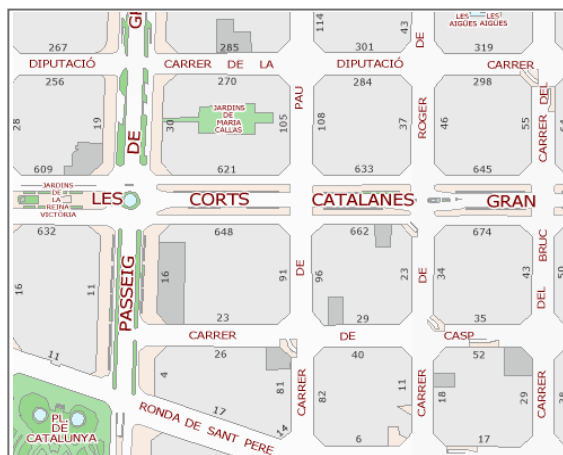 GI
114
43
DE
LES
AIGÜES
LES
AIGÜES
267
285
301
319
DIPUTACIÓ
CARRER DE LA
DIPUTACIÓ
CARRER
256
270
284
298
28
19
DE
30
JARDINS
DE
MARIA
CALLAS
105
PAU
108
37
ROGER
46
55
CARRER DEL
609
621
633
645
JARDINS
DE
LA
REINA
VICTÒRIA
LES
CORTS
CATALANES
GRAN
632
648
662
674
16
11
PASSEIG
16
91
DE
96
23
DE
34
43
DEL BRUC
50
23
29
35
CARRER
DE
CASP
11
26
40
52
4
81
CARRER
82
11
CARRER
18
29
CARRER
PL.
DE
CATALUNYA
17
14
RONDA DE SANT PERE
6
17